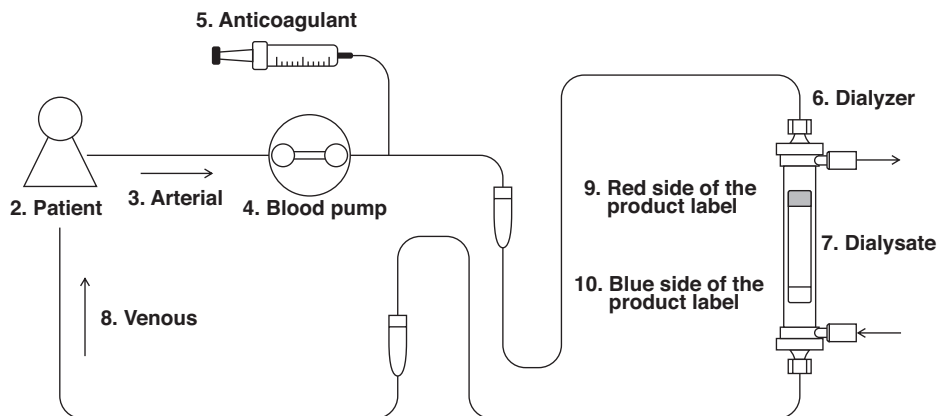 5. Anticoagulant
6. Dialyzer
2. Patient
3. Arterial
4. Blood pump
9. Red side of the
product label
7. Dialysate
10. Blue side of the
product label
8. Venous